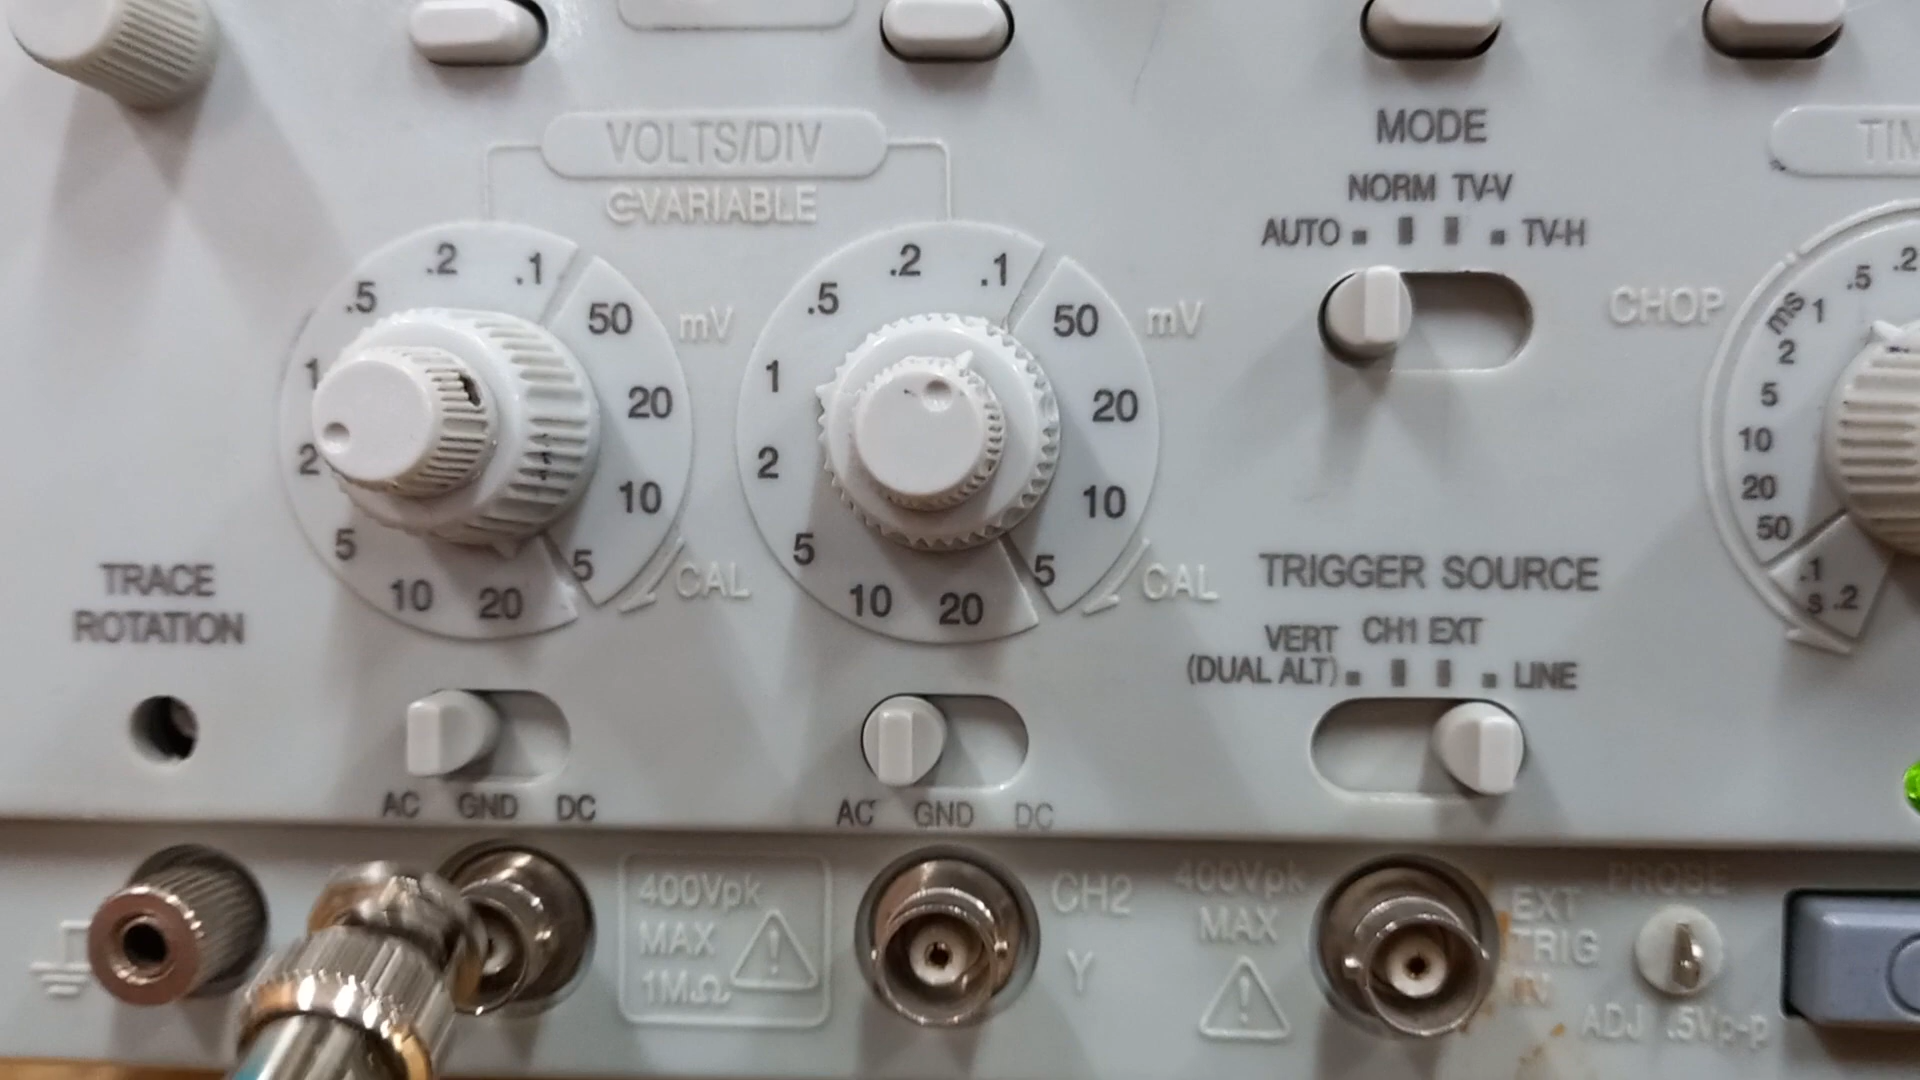 VOLTS/DIV
VARIABLE
.5 .2 .1 50 mV
1 20
2 10
5 10 20 5 CAL
.5 .2 .1 50 mV
1 20
2 10
5 10 20 5 CAL
MODE
NORM TV-V
AUTO TV-H
CHOP
.2
.5
1
ms
2
5
10
20
50
.1
s .2
TRACE
ROTATION
TRIGGER SOURCE
VERT CH1 EXT
(DUAL ALT) LINE
AC GND DC
AC GND DC
400Vpk
MAX
1MΩ
CH2
Y
400Vpk
MAX
EXT
TRIG
IN
PROBE
ADJ .5Vp-p